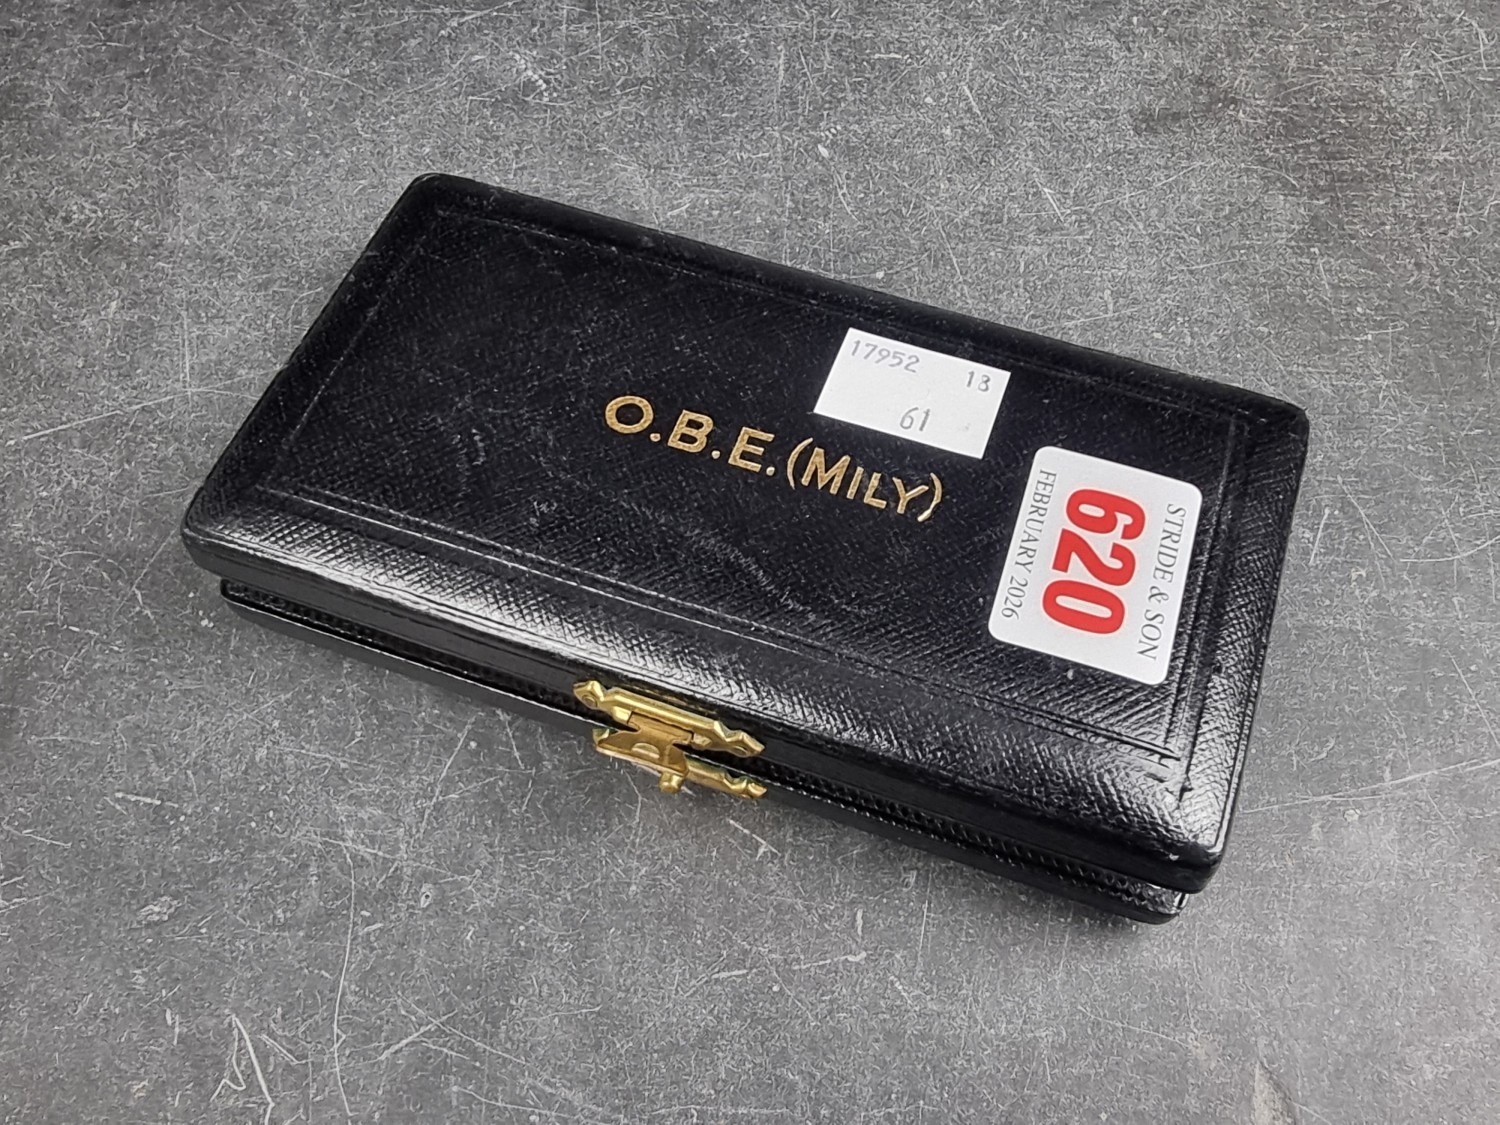 17952 13
61
O.B.E. (MILY)
STRIDE & SON
620
FEBRUARY 2026